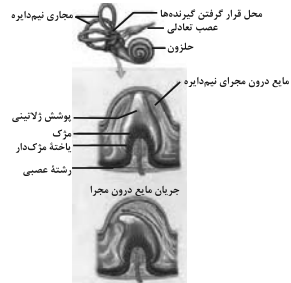 محل قرار گرفتن گیرنده‌ها
مجاری نیم‌دایره
عصب تعادلی
حلزون
مایع درون مجرای نیم‌دایره
پوشش ژلاتینی
مژک
یاختهٔ مژک‌دار
رشتهٔ عصبی
جریان مایع درون مجرا